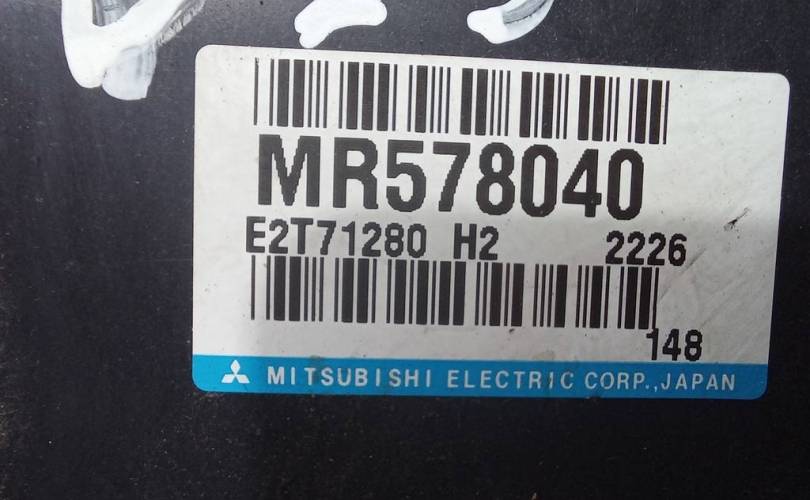 MR578040
E2T71280 H2 2226
148
MITSUBISHI ELECTRIC CORP.,JAPAN